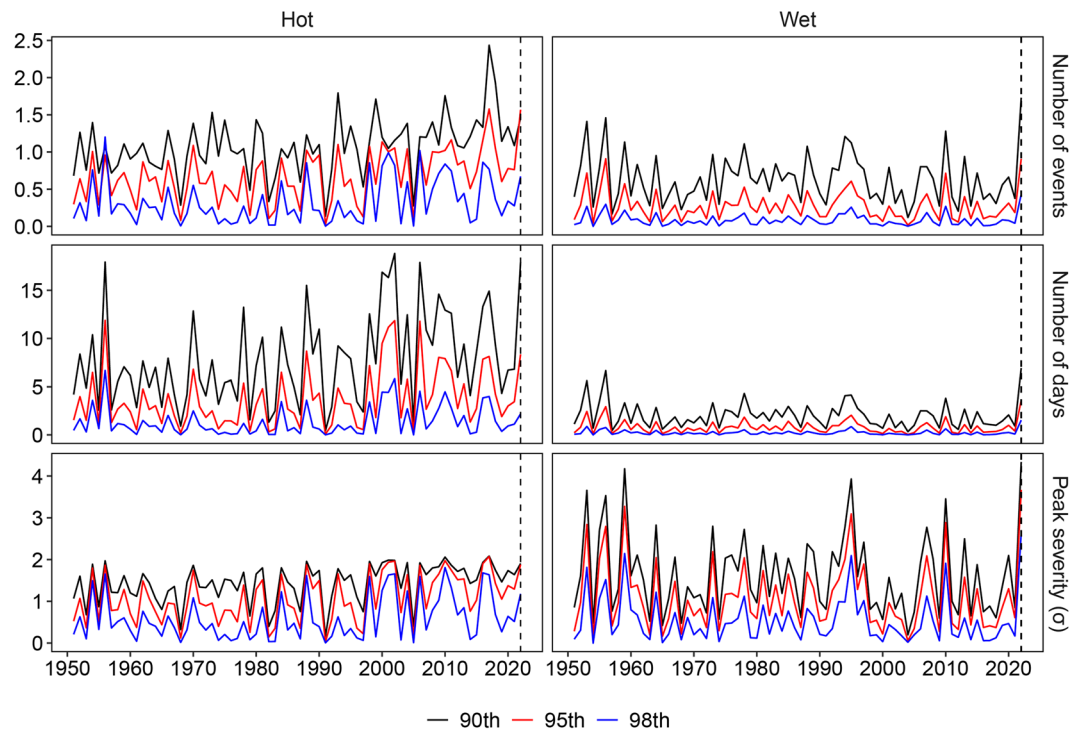 Hot Wet
2.5
2.0
1.5
1.0
0.5
0.0
Number of events
15
10
5
0
Number of days
4
3
2
1
0
Peak severity (σ)
1950 1960 1970 1980 1990 2000 2010 2020 1950 1960 1970 1980 1990 2000 2010 2020
90th 95th 98th